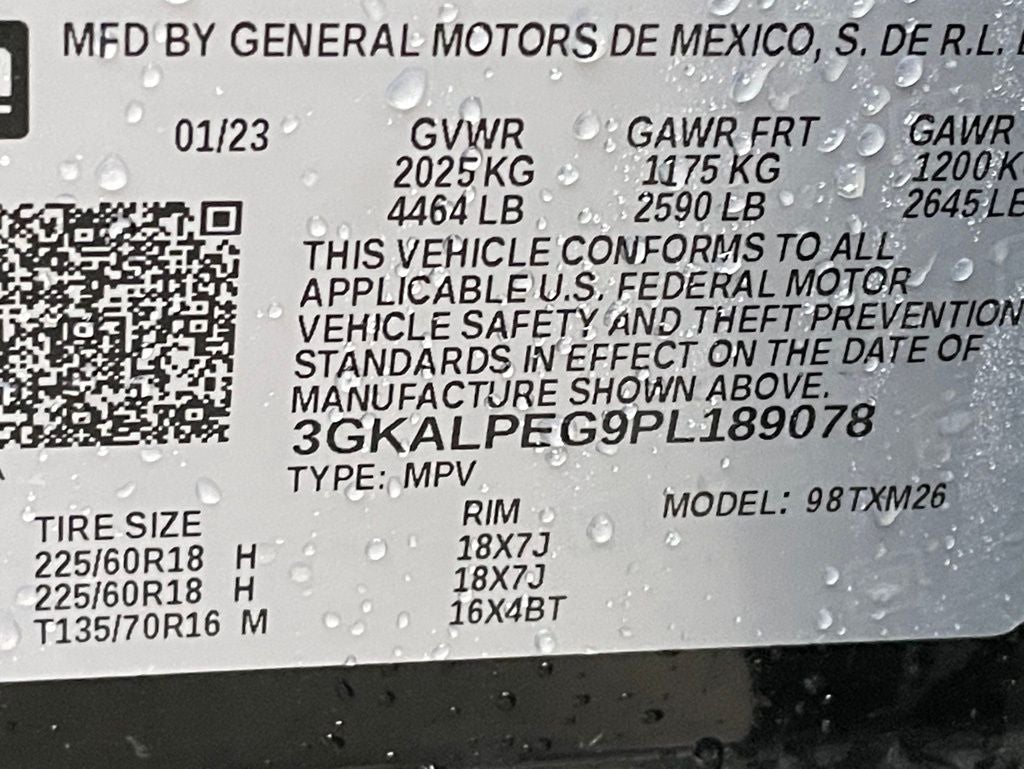 MFD BY GENERAL MOTORS DE MEXICO, S. DE R.L.
01/23 GVWR GAWR FRT GAWR
2025 KG 1175 KG 1200 K
4464 LB 2590 LB 2645 LB
THIS VEHICLE CONFORMS TO ALL
APPLICABLE U.S. FEDERAL MOTOR
VEHICLE SAFETY AND THEFT PREVENTION
STANDARDS IN EFFECT ON THE DATE OF
MANUFACTURE SHOWN ABOVE.
3GKALPEG9PL189078
TYPE: MPV
MODEL: 98TXM26
TIRE SIZE RIM
225/60R18 H 18X7J
225/60R18 H 18X7J
T135/70R16 M 16X4BT